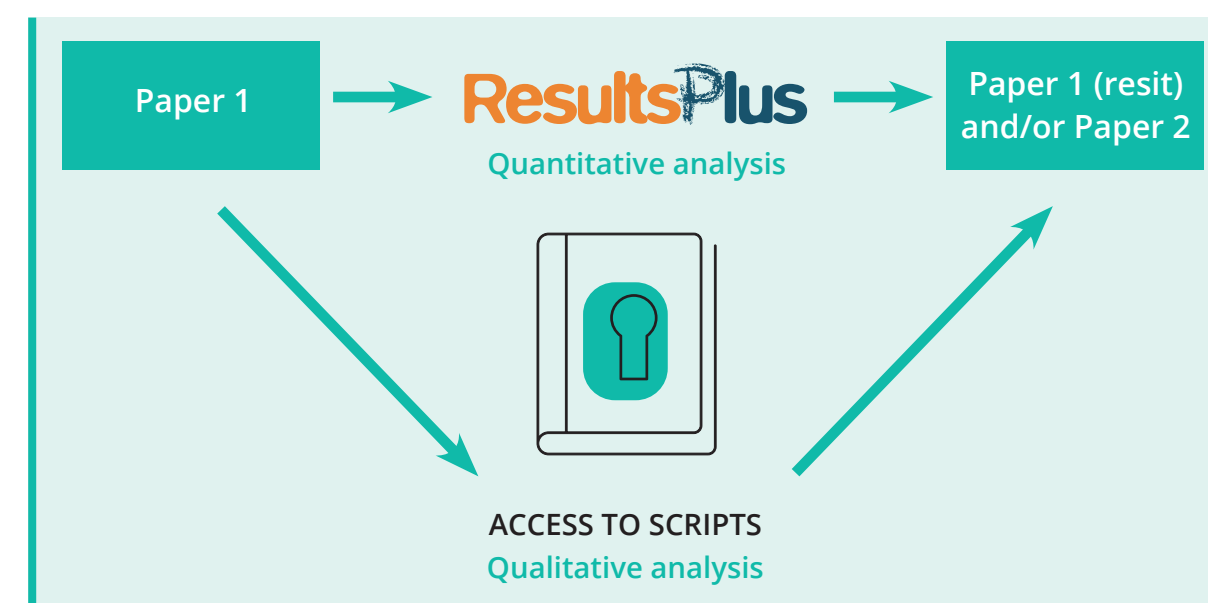 Paper 1
ResultsPlus
Quantitative analysis
Paper 1 (resit)
and/or Paper 2
ACCESS TO SCRIPTS
Qualitative analysis